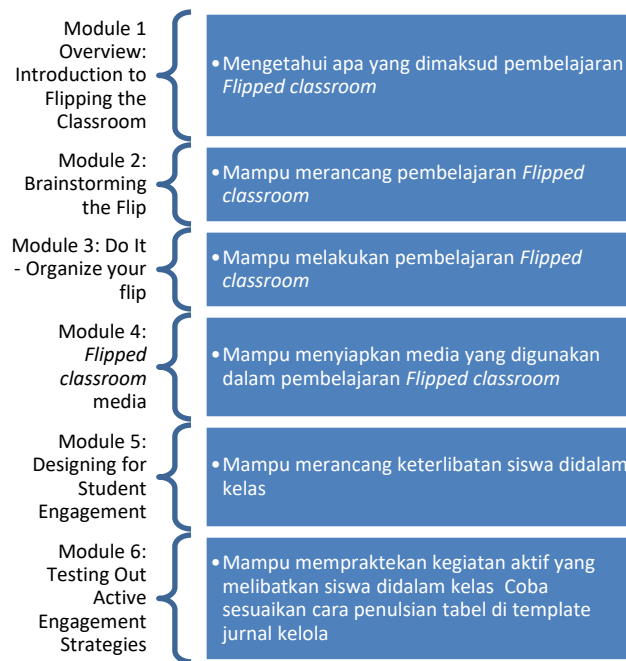 Module 1
Overview:
Introduction to
Flipping the
Classroom
• Mengetahui apa yang dimaksud pembelajaran
Flipped classroom
Module 2:
Brainstorming
the Flip
• Mampu merancang pembelajaran Flipped
classroom
Module 3: Do It
- Organize your
flip
• Mampu melakukan pembelajaran Flipped
classroom
Module 4:
Flipped
classroom
media
• Mampu menyiapkan media yang digunakan
dalam pembelajaran Flipped classroom
Module 5:
Designing for
Student
Engagement
• Mampu merancang keterlibatan siswa didalam
kelas
Module 6:
Testing Out
Active
Engagement
Strategies
• Mampu mempraktekan kegiatan aktif yang
melibatkan siswa didalam kelas  Coba
sesuaikan cara penulsian tabel di template
jurnal kelola